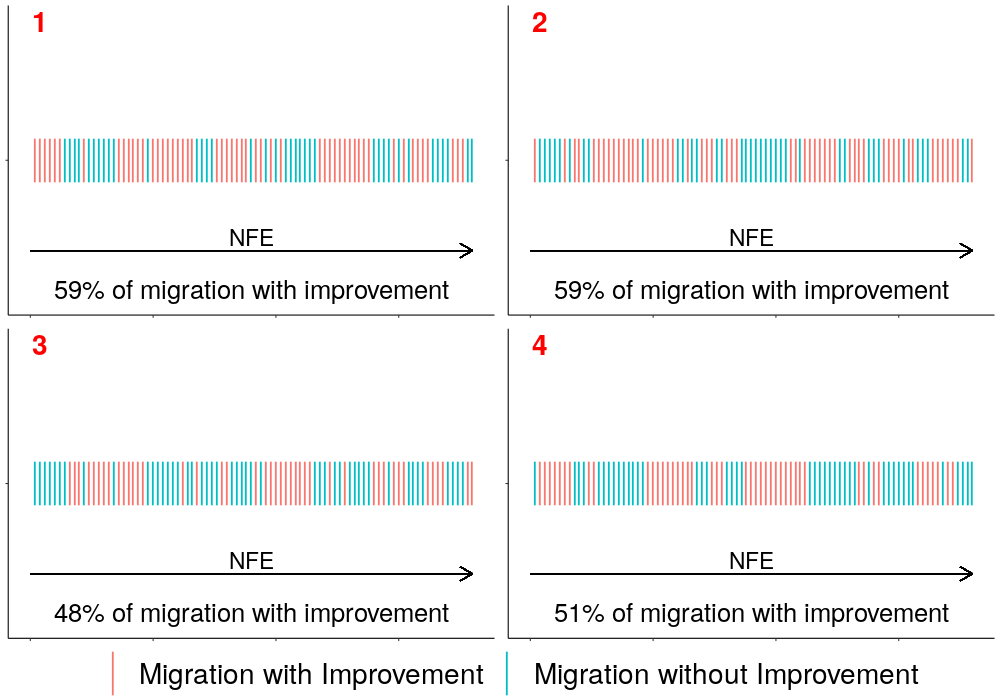 1
NFE
59% of migration with improvement
2
NFE
59% of migration with improvement
3
NFE
48% of migration with improvement
4
NFE
51% of migration with improvement
Migration with Improvement
Migration without Improvement